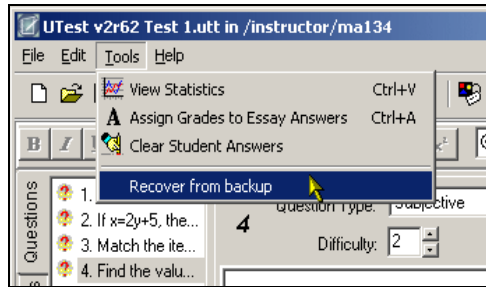 UTest v2r62 Test 1.utt in /instructor/ma134
File Edit Tools Help
View Statistics Ctrl+V
A Assign Grades to Essay Answers Ctrl+A
Clear Student Answers
Recover from backup
B I x²
Questions
1.
2. If x=2y+5, the...
3. Match the ite...
4. Find the valu...
4
Question Type: Subjective
Difficulty: 2